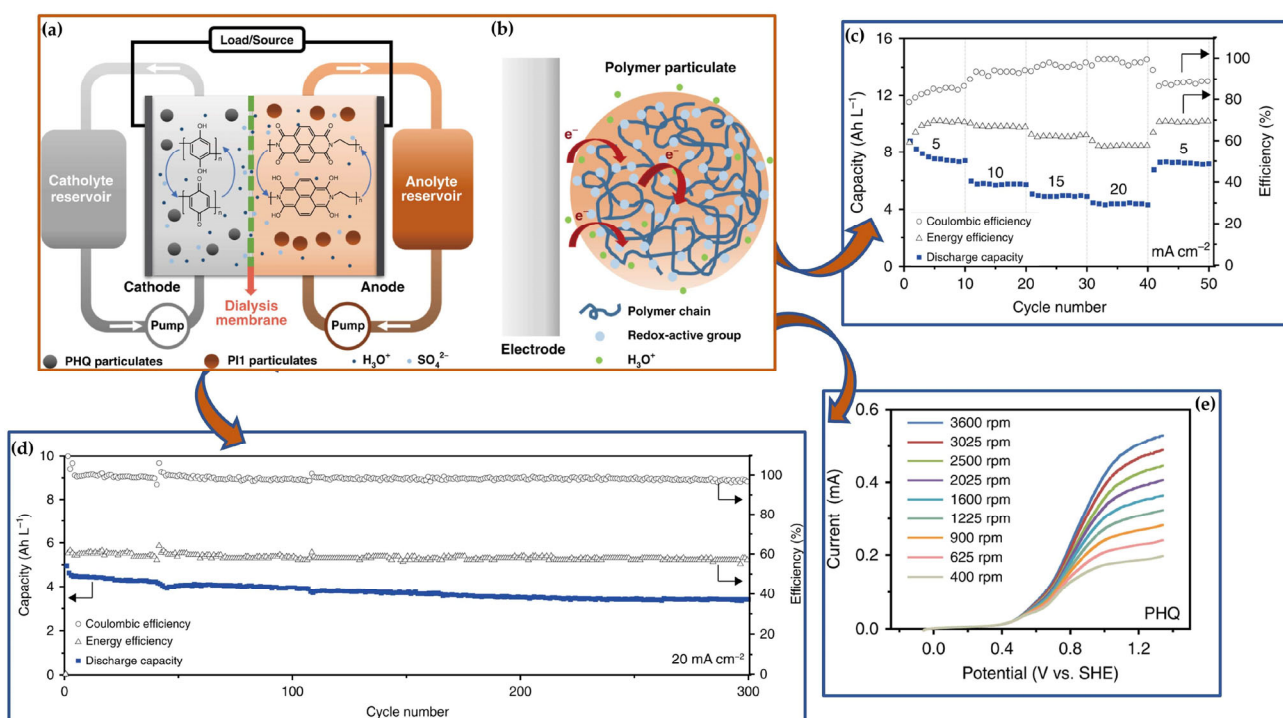 (a)
Load/Source
Catholyte
reservoir
Anolyte
reservoir
OH
n
OH
O
n
O
O
O
N
N
n
O
O
HO
OH
N
N
n
HO
OH
Cathode
Anode
Pump
Dialysis
membrane
Pump
PHQ particulates
PI1 particulates
H₃O⁺
SO₄²⁻
(b)
Polymer particulate
e⁻
e⁻
e⁻
Electrode
Polymer chain
Redox-active group
H₃O⁺
(c)
Capacity (Ah L⁻¹)
16
12
8
4
0
5
10
15
20
5
Coulombic efficiency
Energy efficiency
Discharge capacity
mA cm⁻²
100
80
60
40
20
0
Efficiency (%)
0 10 20 30 40 50
Cycle number
(d)
Capacity (Ah L⁻¹)
10
8
6
4
2
0
Coulombic efficiency
Energy efficiency
Discharge capacity
20 mA cm⁻²
100
80
60
40
20
0
Efficiency (%)
0 100 200 300
Cycle number
(e)
Current (mA)
0.6
0.4
0.2
0.0
3600 rpm
3025 rpm
2500 rpm
2025 rpm
1600 rpm
1225 rpm
900 rpm
625 rpm
400 rpm
PHQ
0.0 0.4 0.8 1.2
Potential (V vs. SHE)